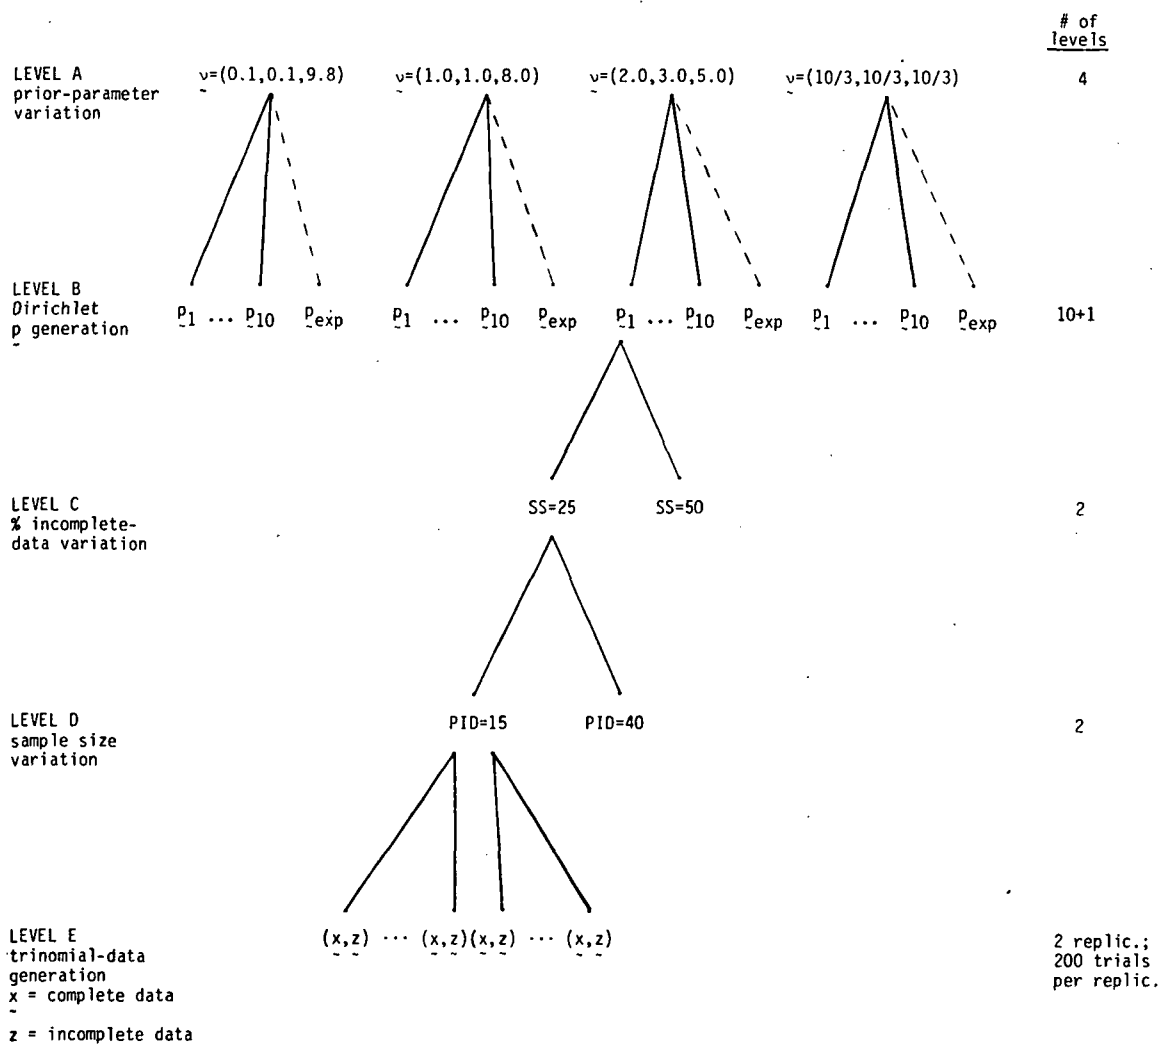 # of
levels
LEVEL A
prior-parameter
variation
ν=(0.1,0.1,9.8)
ν=(1.0,1.0,8.0)
ν=(2.0,3.0,5.0)
ν=(10/3,10/3,10/3)
4
LEVEL B
Dirichlet
p generation
p1 ... p10 pexp
p1 ... p10 pexp
p1 ... p10 pexp
p1 ... p10 pexp
10+1
LEVEL C
% incomplete-
data variation
SS=25
SS=50
2
LEVEL D
sample size
variation
PID=15
PID=40
2
LEVEL E
trinomial-data
generation
x = complete data
z = incomplete data
(x,z) ... (x,z)(x,z) ... (x,z)
2 replic.;
200 trials
per replic.